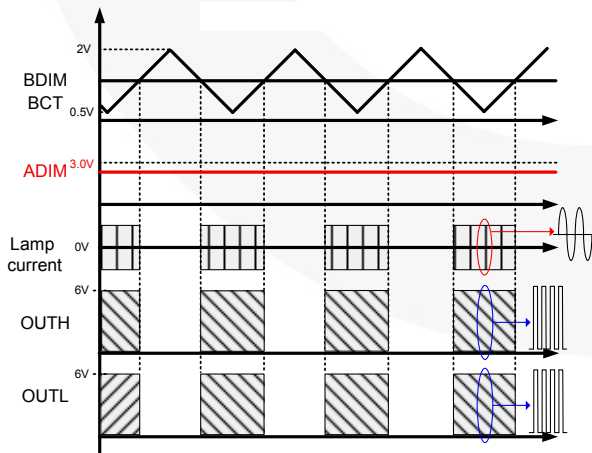 2V
BDIM
BCT
0.5V
ADIM 3.0V
Lamp
current
0V
6V
OUTH
6V
OUTL